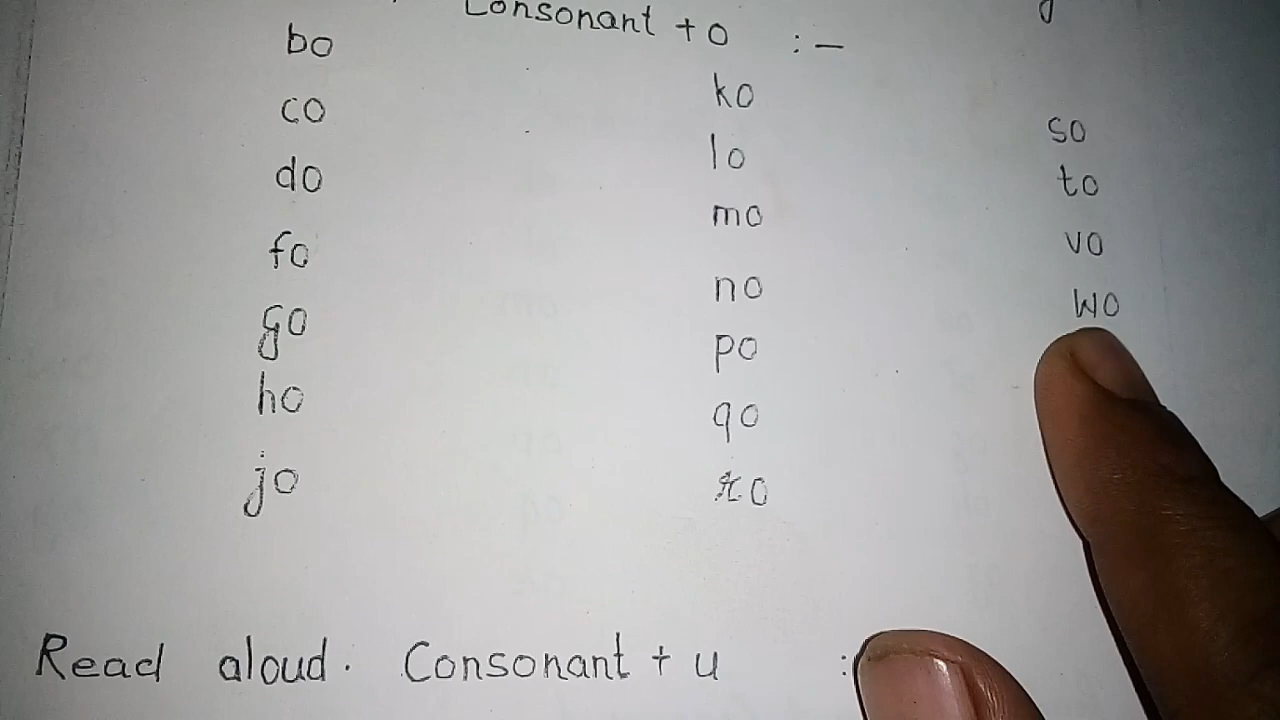 Consonant + o :-
bo
co
do
fo
go
ho
jo
ko
lo
mo
no
po
qo
ro
so
to
vo
wo
Read aloud. Consonant + u :